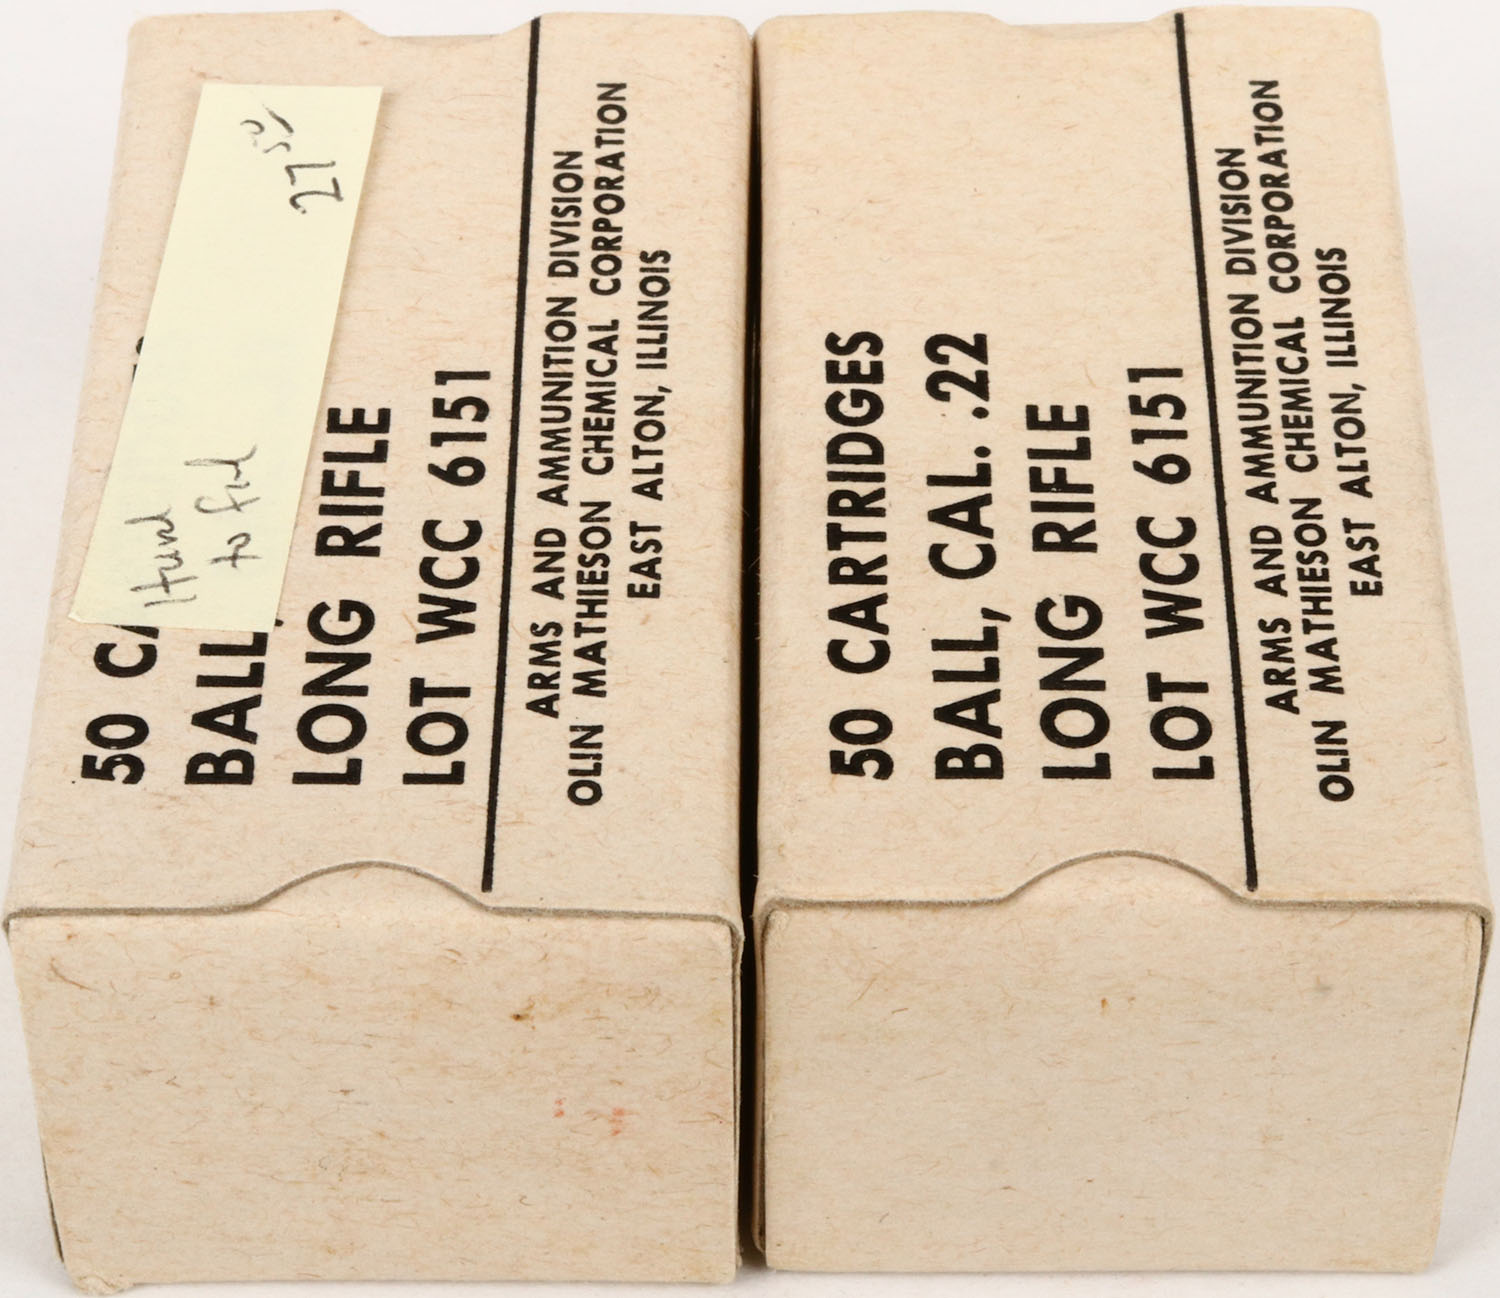 Hard
to find
27 50
50 CA
BALL,
LONG RIFLE
LOT WCC 6151
ARMS AND AMMUNITION DIVISION
OLIN MATHIESON CHEMICAL CORPORATION
EAST ALTON, ILLINOIS
50 CARTRIDGES
BALL, CAL. .22
LONG RIFLE
LOT WCC 6151
ARMS AND AMMUNITION DIVISION
OLIN MATHIESON CHEMICAL CORPORATION
EAST ALTON, ILLINOIS